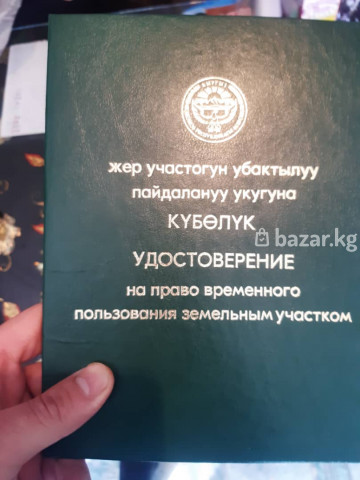 жер участогун убактылуу
пайдалануу укугуна
КҮБӨЛҮК
bazar.kg
УДОСТОВЕРЕНИЕ
на право временного
пользования земельным участком